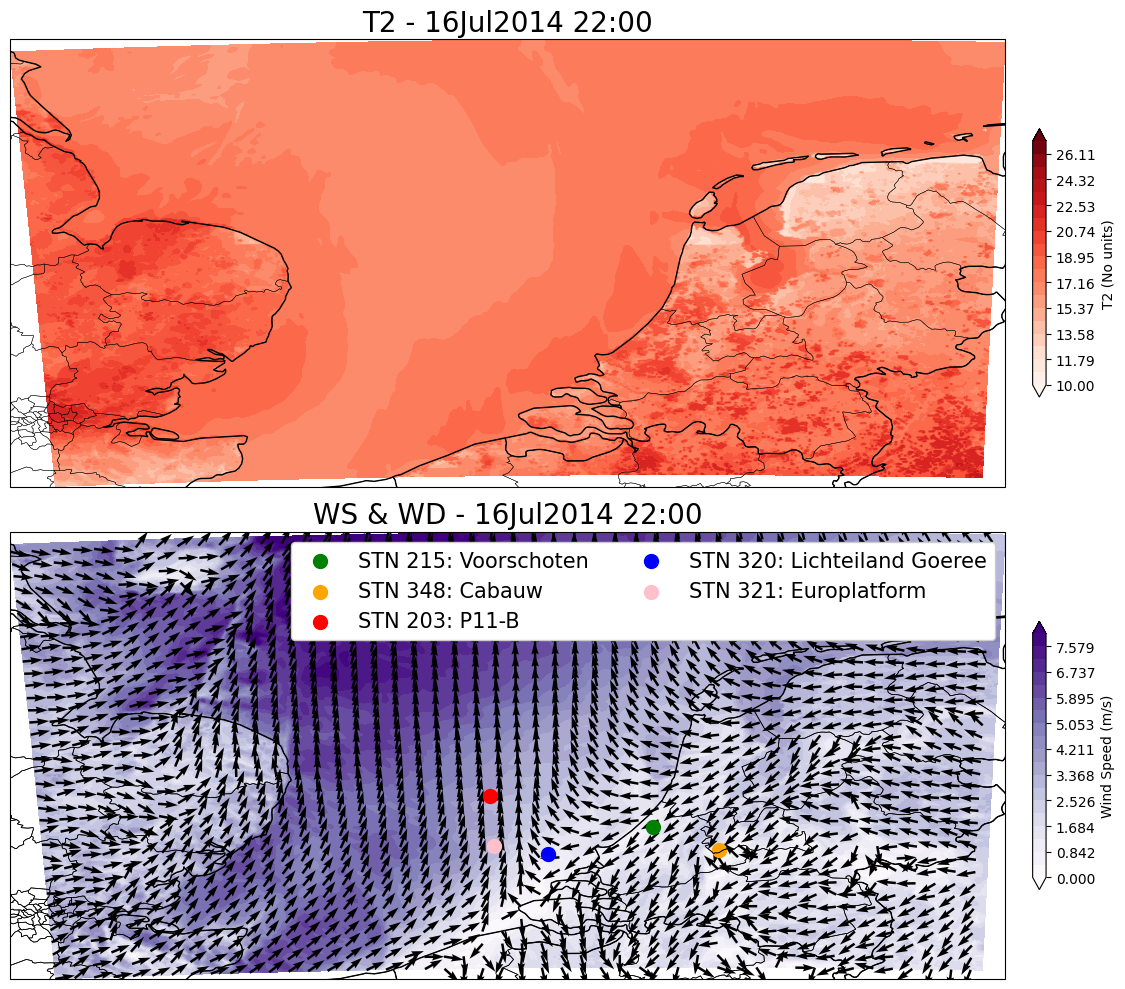 T2 - 16Jul2014 22:00
26.11
24.32
22.53
20.74
18.95
17.16
15.37
13.58
11.79
10.00
T2 (No units)
WS & WD - 16Jul2014 22:00
STN 215: Voorschoten
STN 348: Cabauw
STN 203: P11-B
STN 320: Lichteiland Goeree
STN 321: Europlatform
7.579
6.737
5.895
5.053
4.211
3.368
2.526
1.684
0.842
0.000
Wind Speed (m/s)